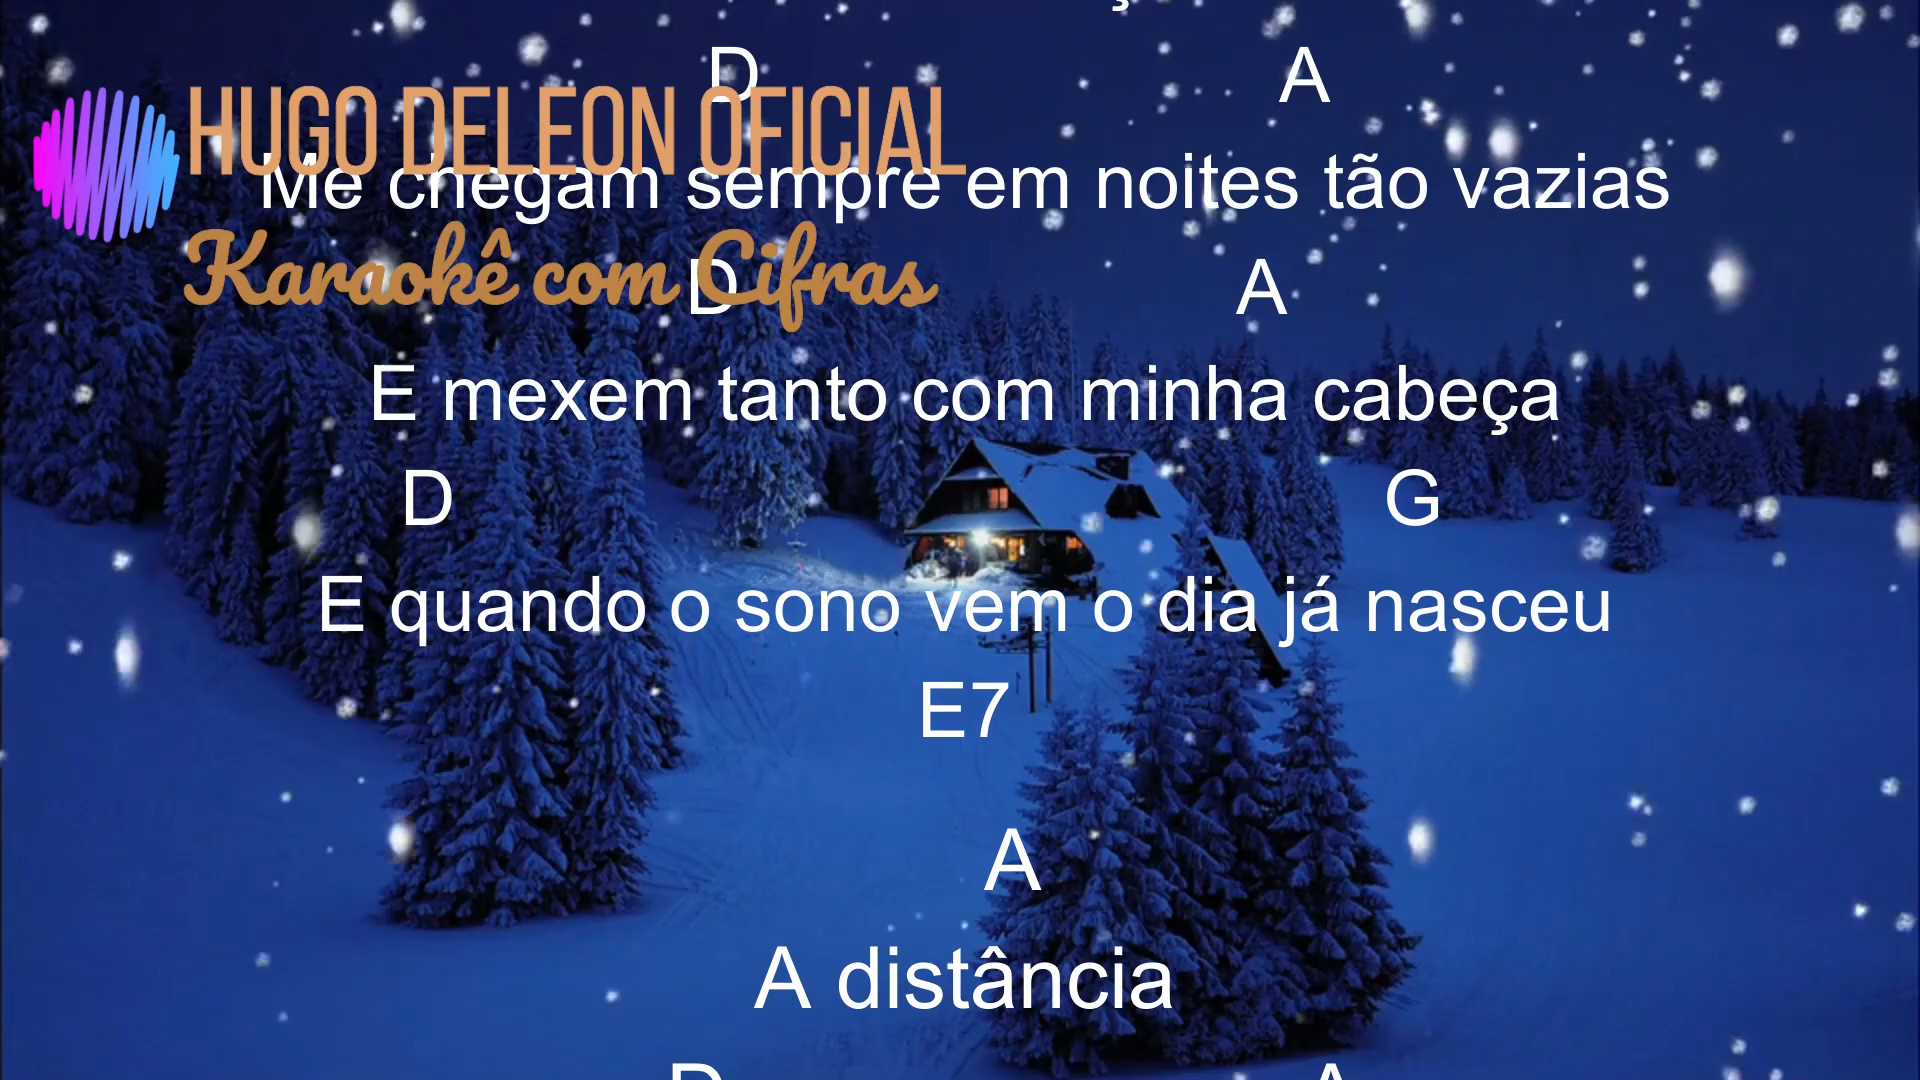 D A
HUGO DELEON OFICIAL
Me chegam sempre em noites tão vazias
Karaokê com Cifras
D A
E mexem tanto com minha cabeça
D G
E quando o sono vem o dia já nasceu
E7
A
A distância
D A